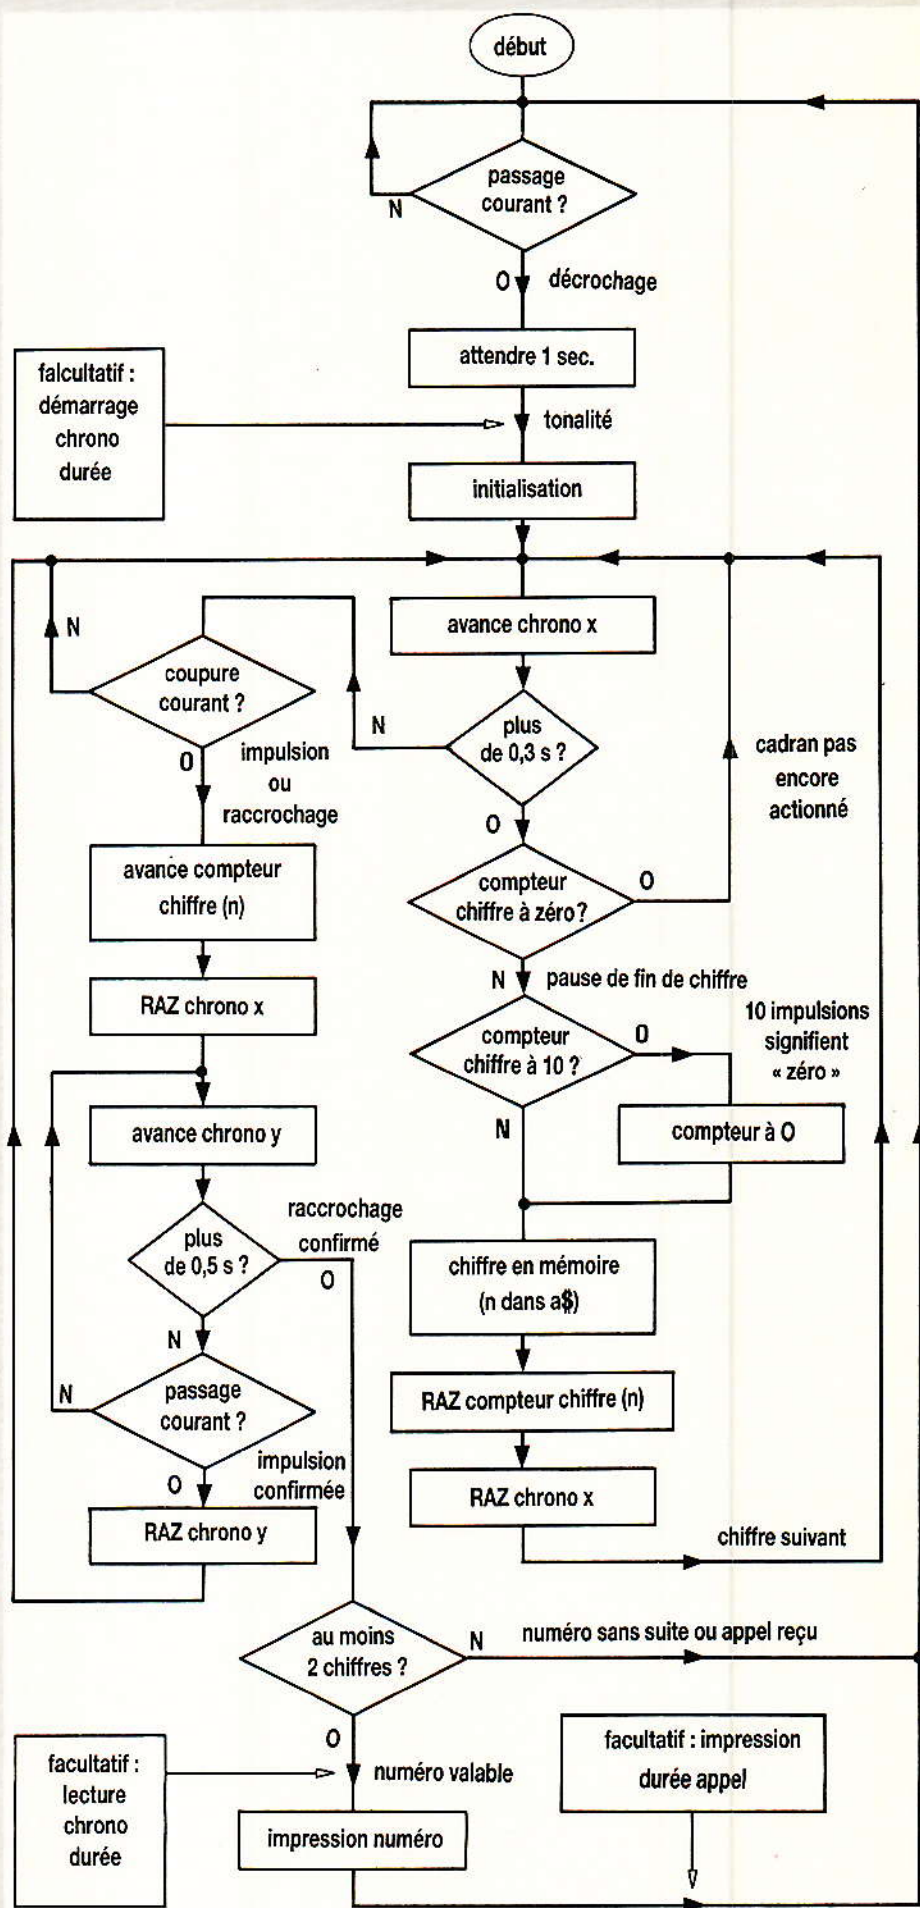 début
passage
courant ?
N
O
décrochage
attendre 1 sec.
falcultatif :
démarrage
chrono
durée
tonalité
initialisation
avance chrono x
N
coupure
courant ?
N
plus
de 0,3 s ?
O
impulsion
ou
raccrochage
cadran pas
encore
actionné
O
avance compteur
chiffre (n)
compteur
chiffre à zéro?
O
N
pause de fin de chiffre
RAZ chrono x
compteur
chiffre à 10 ?
O
10 impulsions
signifient
« zéro »
N
compteur à O
avance chrono y
plus
de 0,5 s ?
raccrochage
confirmé
O
chiffre en mémoire
(n dans a$)
N
N
passage
courant ?
RAZ compteur chiffre (n)
O
impulsion
confirmée
RAZ chrono x
RAZ chrono y
chiffre suivant
au moins
2 chiffres ?
N
numéro sans suite ou appel reçu
O
facultatif :
lecture
chrono
durée
numéro valable
facultatif : impression
durée appel
impression numéro